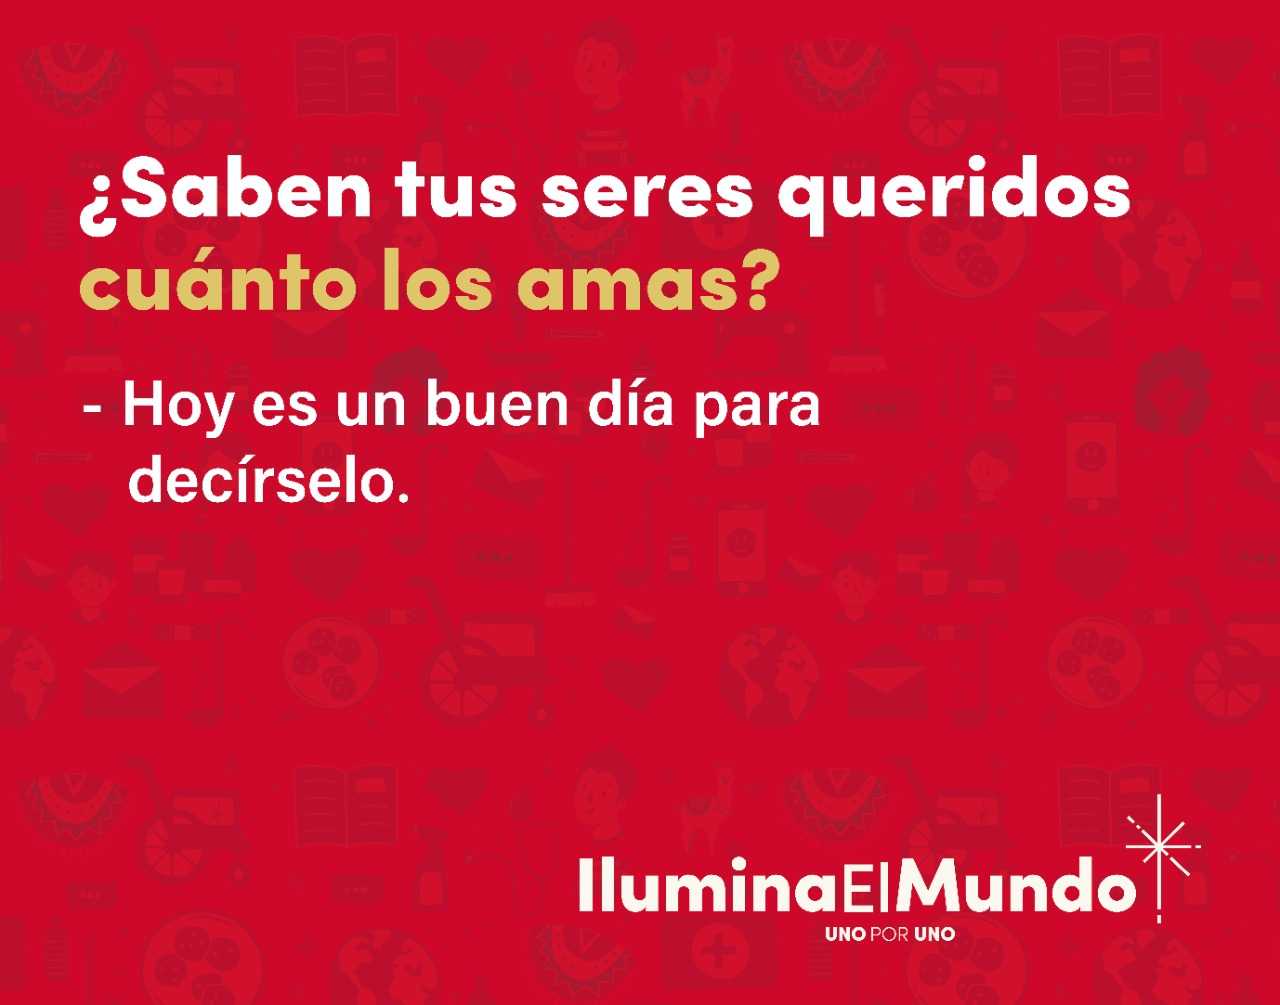 ¿Saben tus seres queridos
cuánto los amas?
- Hoy es un buen día para
decírselo.
IluminaElMundo
UNO POR UNO